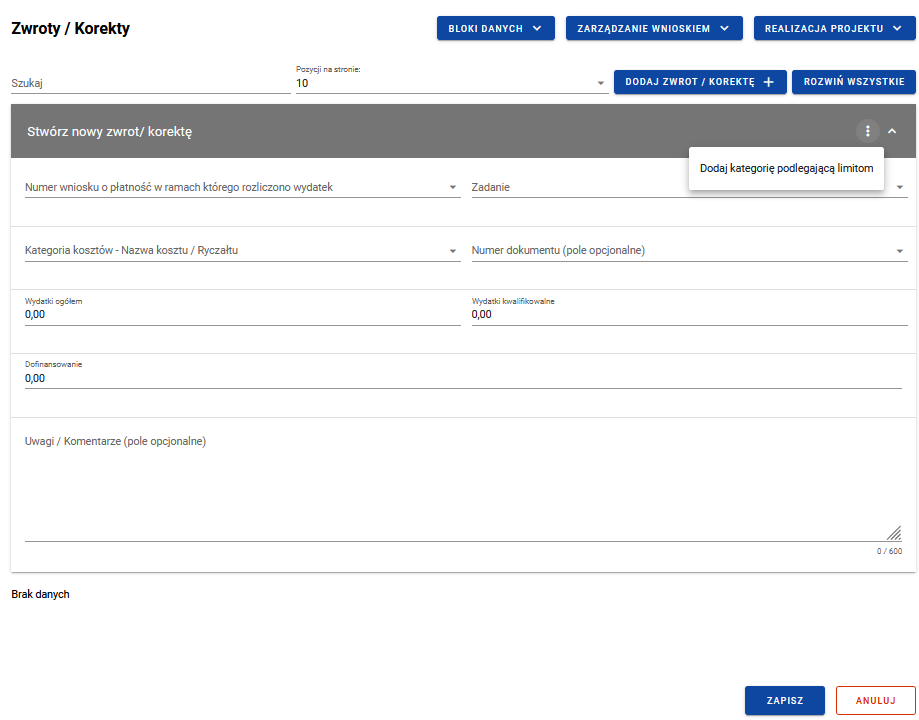 Zwroty / Korekty
BLOKI DANYCH
ZARZĄDZANIE WNIOSKIEM
REALIZACJA PROJEKTU
Szukaj
Pozycji na stronie:
10
DODAJ ZWROT / KOREKTĘ
ROZWIŃ WSZYSTKIE
Stwórz nowy zwrot/ korektę
Dodaj kategorię podlegającą limitom
Numer wniosku o płatność w ramach którego rozliczono wydatek
Zadanie
Kategoria kosztów - Nazwa kosztu / Ryczałtu
Numer dokumentu (pole opcjonalne)
Wydatki ogółem
0,00
Wydatki kwalifikowalne
0,00
Dofinansowanie
0,00
Uwagi / Komentarze (pole opcjonalne)
0 / 600
Brak danych
ZAPISZ
ANULUJ